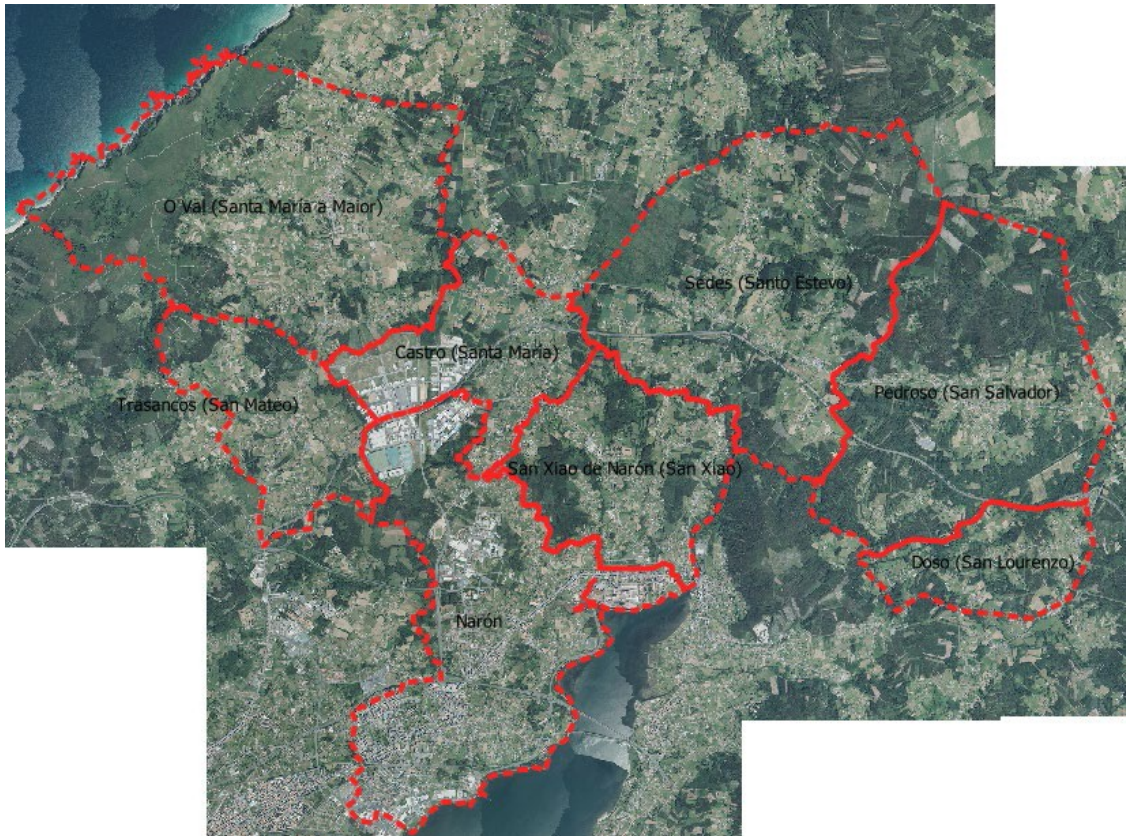 O Val (Santa María a Maior)
Sedes (Santo Estevo)
Castro (Santa María)
Pedroso (San Salvador)
Trasancos (San Mateo)
San Xiao de Narón (San Xiao)
Doso (San Lourenzo)
Narón